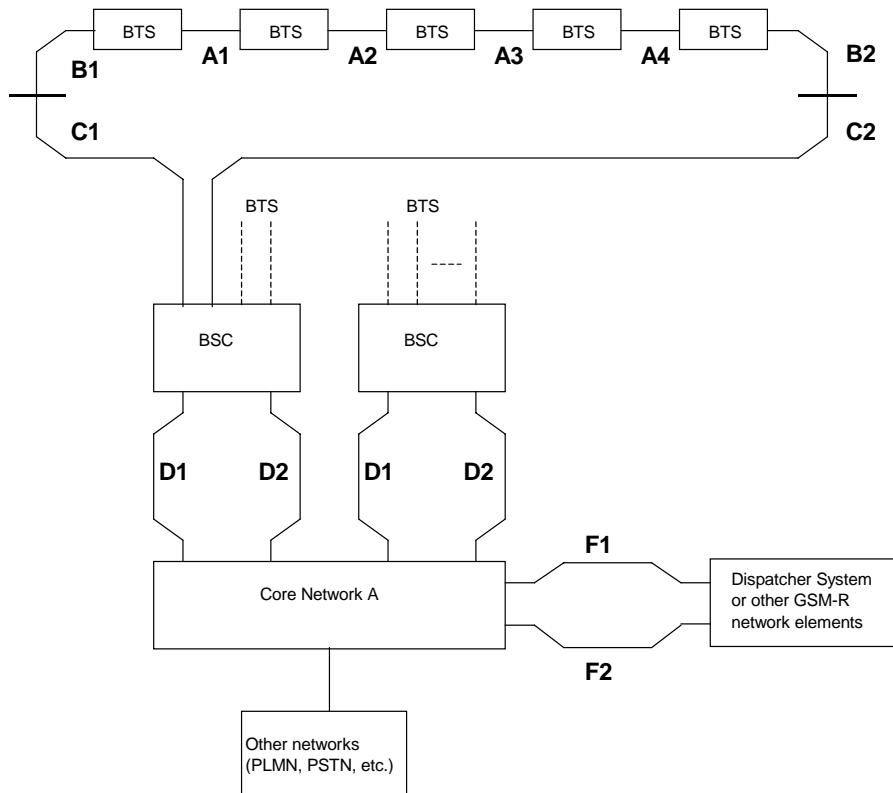 BTS
BTS
BTS
BTS
BTS
B1
A1
A2
A3
A4
B2
C1
C2
BTS
BTS
BSC
BSC
D1
D2
D1
D2
F1
Core Network A
Dispatcher System
or other GSM-R
network elements
F2
Other networks
(PLMN, PSTN, etc.)